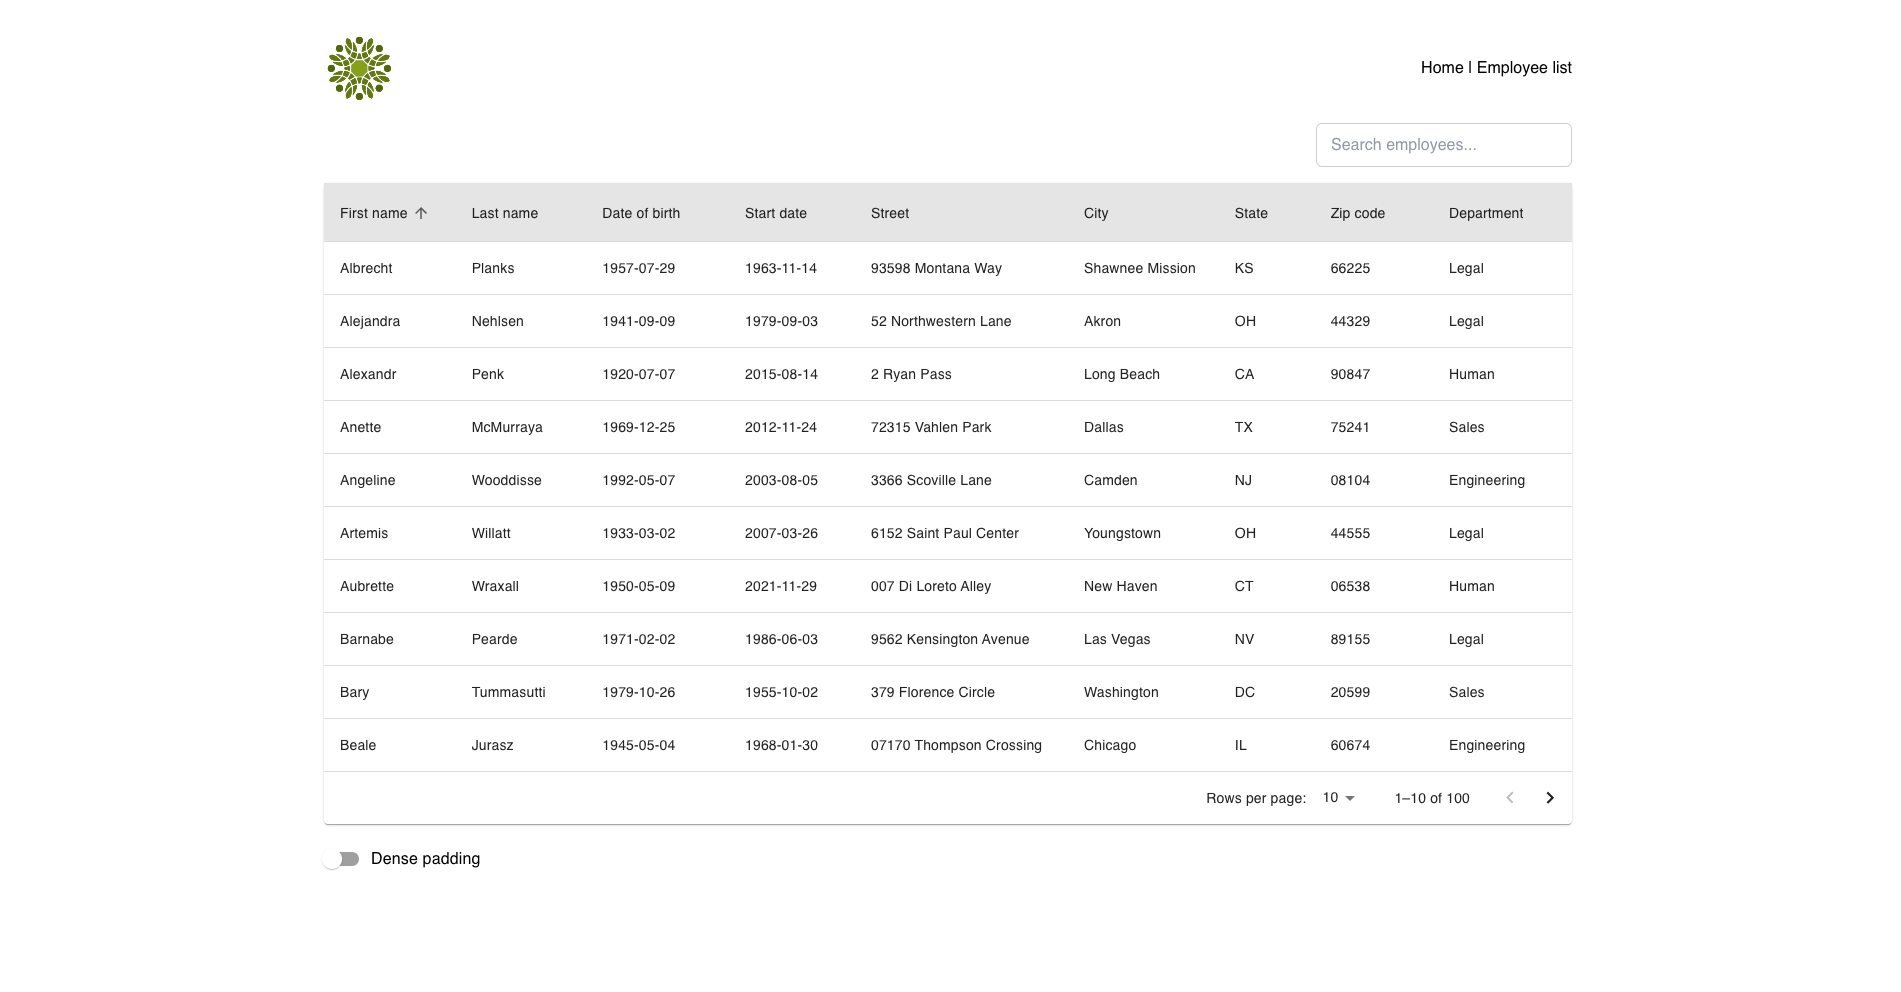 Home | Employee list
Search employees...
First name Last name Date of birth Start date Street City State Zip code Department
Albrecht Planks 1957-07-29 1963-11-14 93598 Montana Way Shawnee Mission KS 66225 Legal
Alejandra Nehlsen 1941-09-09 1979-09-03 52 Northwestern Lane Akron OH 44329 Legal
Alexandr Penk 1920-07-07 2015-08-14 2 Ryan Pass Long Beach CA 90847 Human
Anette McMurraya 1969-12-25 2012-11-24 72315 Vahlen Park Dallas TX 75241 Sales
Angeline Wooddisse 1992-05-07 2003-08-05 3366 Scoville Lane Camden NJ 08104 Engineering
Artemis Willatt 1933-03-02 2007-03-26 6152 Saint Paul Center Youngstown OH 44555 Legal
Aubrette Wraxall 1950-05-09 2021-11-29 007 Di Loreto Alley New Haven CT 06538 Human
Barnabe Pearde 1971-02-02 1986-06-03 9562 Kensington Avenue Las Vegas NV 89155 Legal
Bary Tummasutti 1979-10-26 1955-10-02 379 Florence Circle Washington DC 20599 Sales
Beale Jurasz 1945-05-04 1968-01-30 07170 Thompson Crossing Chicago IL 60674 Engineering
Rows per page: 10 1–10 of 100
Dense padding